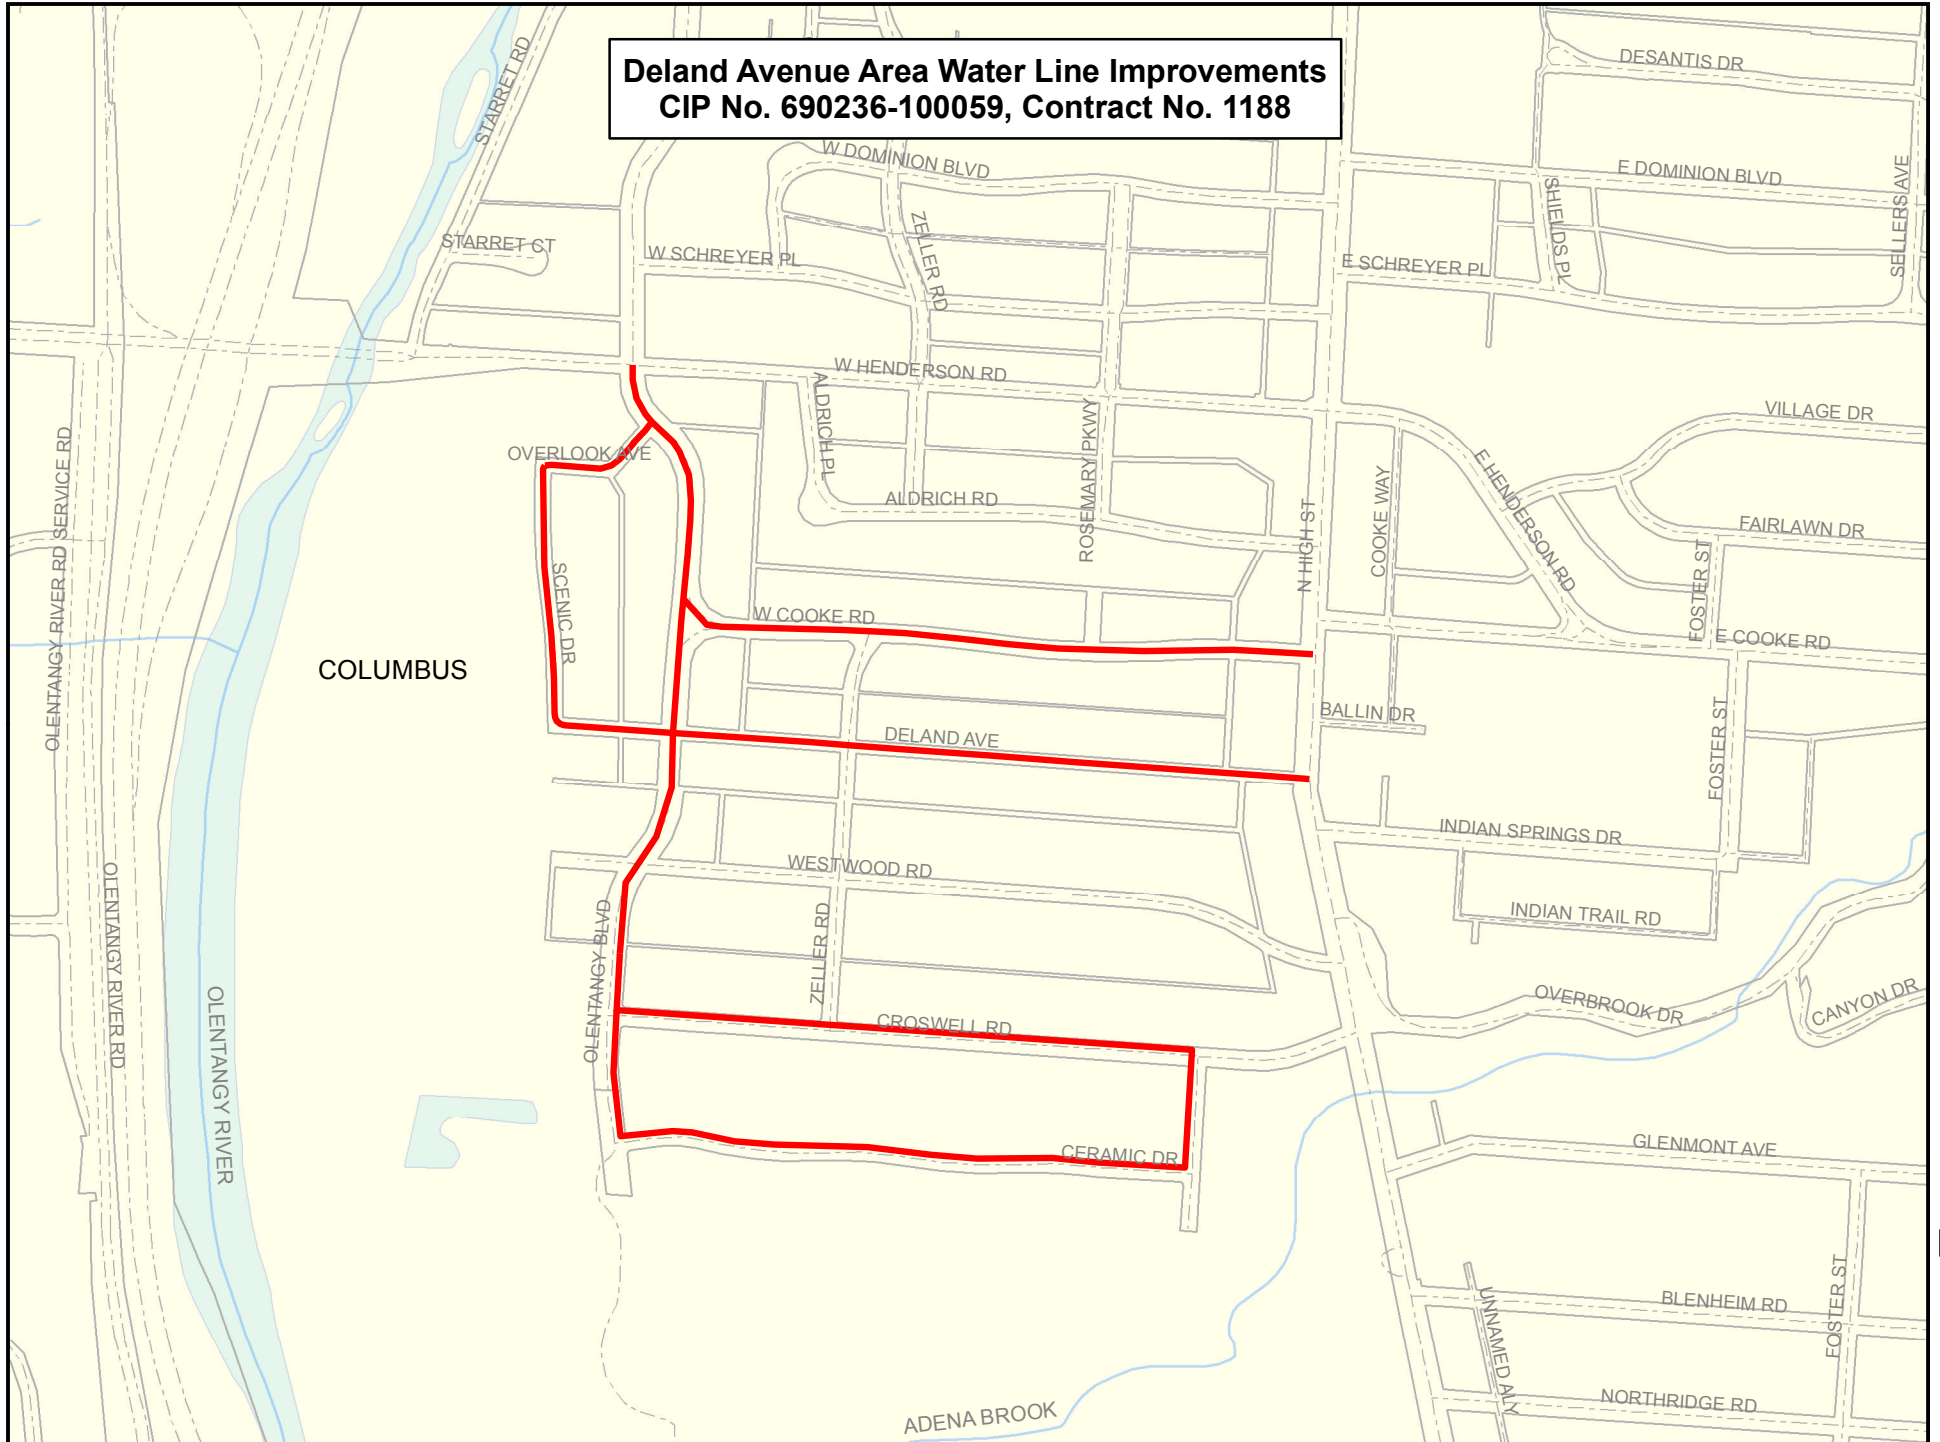 Deland Avenue Area Water Line Improvements
CIP No. 690236-100059, Contract No. 1188
STARRET RD
DESANTIS DR
W DOMINION BLVD
E DOMINION BLVD
SELLERS AVE
SHIELDS PL
ZELLER RD
STARRET CT
W SCHREYER PL
E SCHREYER PL
W HENDERSON RD
ALDRICH PL
ROSEMARY PKWY
VILLAGE DR
OVERLOOK AVE
OLENTANGY RIVER RD SERVICE RD
ALDRICH RD
N HIGH ST
COOKE WAY
E HENDERSON RD
FAIRLAWN DR
FOSTER ST
SCENIC DR
W COOKE RD
E COOKE RD
COLUMBUS
BALLIN DR
DELAND AVE
FOSTER ST
INDIAN SPRINGS DR
WESTWOOD RD
INDIAN TRAIL RD
OLENTANGY RIVER RD
OLENTANGY BLVD
ZELLER RD
OLENTANGY RIVER
OVERBROOK DR
CANYON DR
CROSWELL RD
CERAMIC DR
GLENMONT AVE
BLENHEIM RD
FOSTER ST
UNNAMED ALY
NORTHRIDGE RD
ADENA BROOK